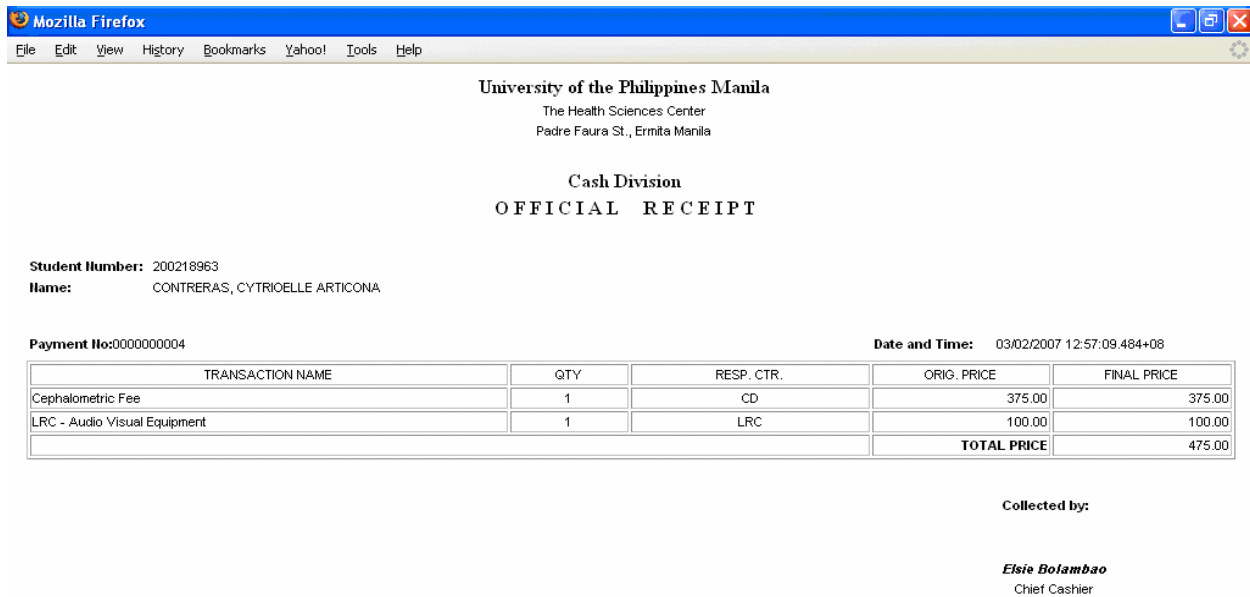 Mozilla Firefox
File Edit View History Bookmarks Yahoo! Tools Help
University of the Philippines Manila
The Health Sciences Center
Padre Faura St., Ermita Manila
Cash Division
OFFICIAL RECEIPT
Student Number: 200218963
Name: CONTRERAS, CYTRIOELLE ARTICONA
Payment No:0000000004 Date and Time: 03/02/2007 12:57:09.484+08
TRANSACTION NAME QTY RESP. CTR. ORIG. PRICE FINAL PRICE
Cephalometric Fee 1 CD 375.00 375.00
LRC - Audio Visual Equipment 1 LRC 100.00 100.00
TOTAL PRICE 475.00
Collected by:
Elsie Bolambao
Chief Cashier